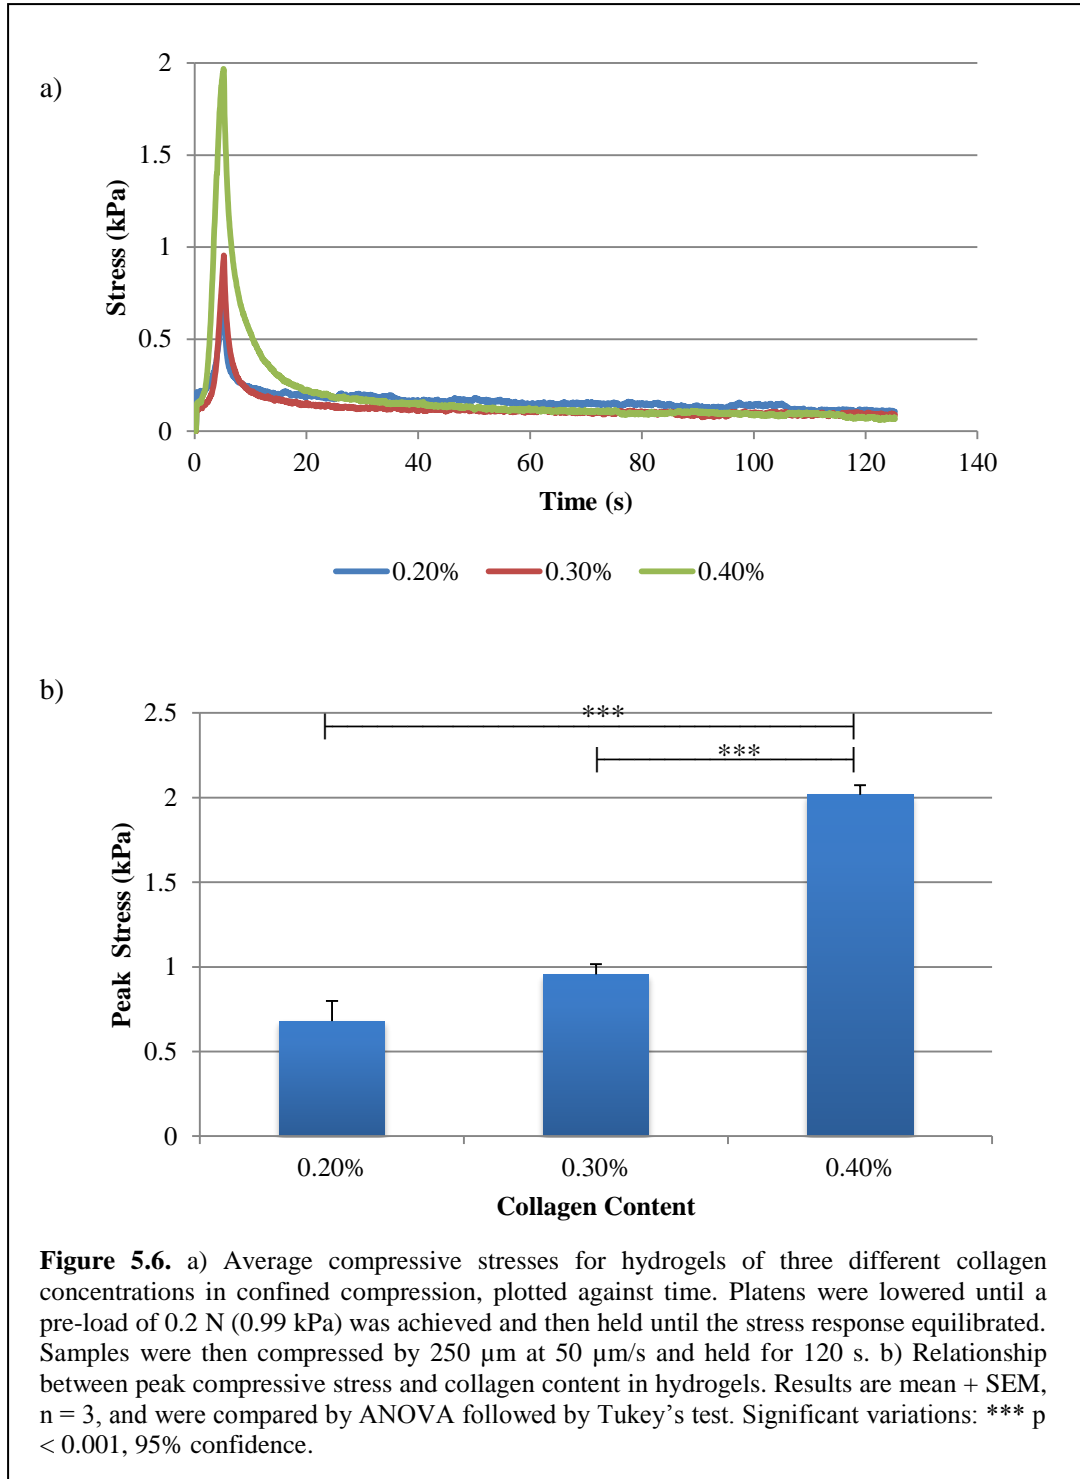 a)
2
1.5
1
0.5
0
Stress (kPa)
0 20 40 60 80 100 120 140
Time (s)
0.20% 0.30% 0.40%
b)
2.5
2
1.5
1
0.5
0
Peak Stress (kPa)
***
***
0.20% 0.30% 0.40%
Collagen Content
Figure 5.6. a) Average compressive stresses for hydrogels of three different collagen
concentrations in confined compression, plotted against time. Platens were lowered until a
pre-load of 0.2 N (0.99 kPa) was achieved and then held until the stress response equilibrated.
Samples were then compressed by 250 µm at 50 µm/s and held for 120 s. b) Relationship
between peak compressive stress and collagen content in hydrogels. Results are mean + SEM,
n = 3, and were compared by ANOVA followed by Tukey’s test. Significant variations: *** p
< 0.001, 95% confidence.